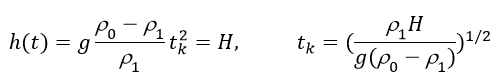 h(t) = g (ρ₀ − ρ₁)/ρ₁ t_k² = H, t_k = (ρ₁H/(g(ρ₀ − ρ₁)))^{1/2}